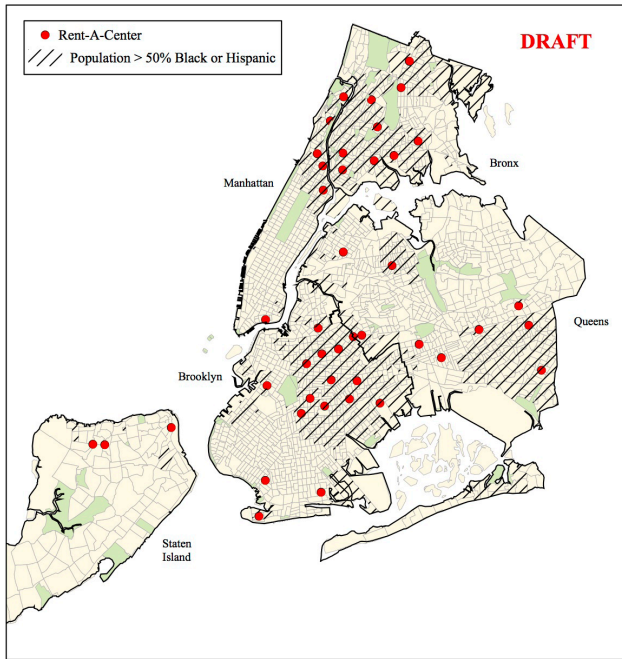 Rent-A-Center
Population > 50% Black or Hispanic
DRAFT
Bronx
Manhattan
Queens
Brooklyn
Staten
Island